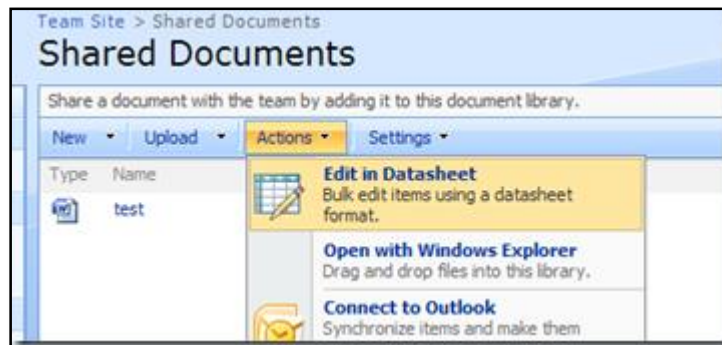 Team Site > Shared Documents
Shared Documents
Share a document with the team by adding it to this document library.
New Upload Actions Settings
Type Name
test
Edit in Datasheet
Bulk edit items using a datasheet
format.
Open with Windows Explorer
Drag and drop files into this library.
Connect to Outlook
Synchronize items and make them